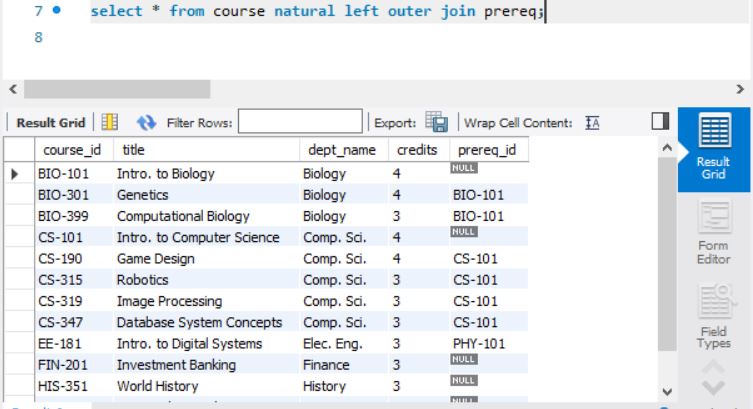 7 select * from course natural left outer join prereq;
8
Result Grid Filter Rows: Export: Wrap Cell Content: IA
course_id title dept_name credits prereq_id
BIO-101 Intro. to Biology Biology 4 NULL
BIO-301 Genetics Biology 4 BIO-101
BIO-399 Computational Biology Biology 3 BIO-101
CS-101 Intro. to Computer Science Comp. Sci. 4 NULL
CS-190 Game Design Comp. Sci. 4 CS-101
CS-315 Robotics Comp. Sci. 3 CS-101
CS-319 Image Processing Comp. Sci. 3 CS-101
CS-347 Database System Concepts Comp. Sci. 3 CS-101
EE-181 Intro. to Digital Systems Elec. Eng. 3 PHY-101
FIN-201 Investment Banking Finance 3 NULL
HIS-351 World History History 3 NULL
NULL
Result
Grid
Form
Editor
Field
Types